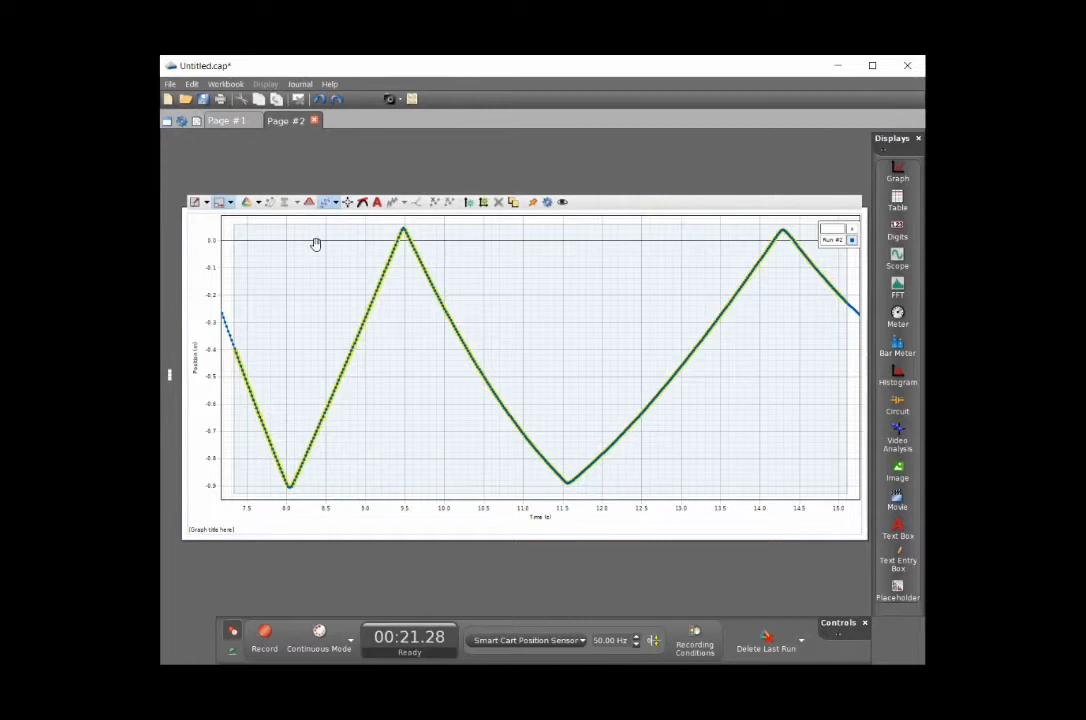 Untitled.cap*
File Edit Workbook Display Journal Help
Page #1 Page #2
Displays
Graph
Table
Digits
Scope
FFT
Meter
Bar Meter
Histogram
Circuit
Video
Analysis
Image
Movie
Text Box
Text Entry
Box
Placeholder
Run #2
0.0
-0.1
-0.2
-0.3
-0.4
-0.5
-0.6
-0.7
-0.8
-0.9
Position (m)
7.5 8.0 8.5 9.0 9.5 10.0 10.5 11.0 11.5 12.0 12.5 13.0 13.5 14.0 14.5 15.0
Time (s)
[Graph title here]
Record
Continuous Mode
00:21.28
Ready
Smart Cart Position Sensor
50.00 Hz
Recording
Conditions
Delete Last Run
Controls